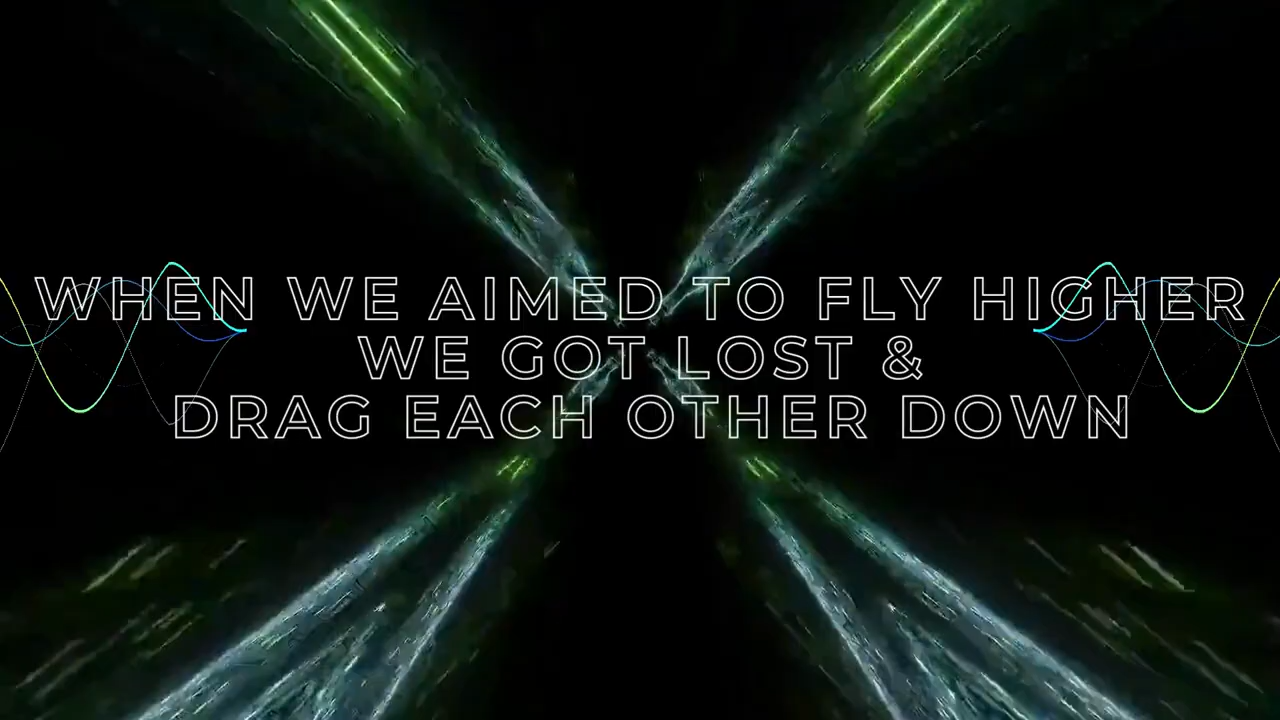 WHEN WE AIMED TO FLY HIGHER
WE GOT LOST &
DRAG EACH OTHER DOWN